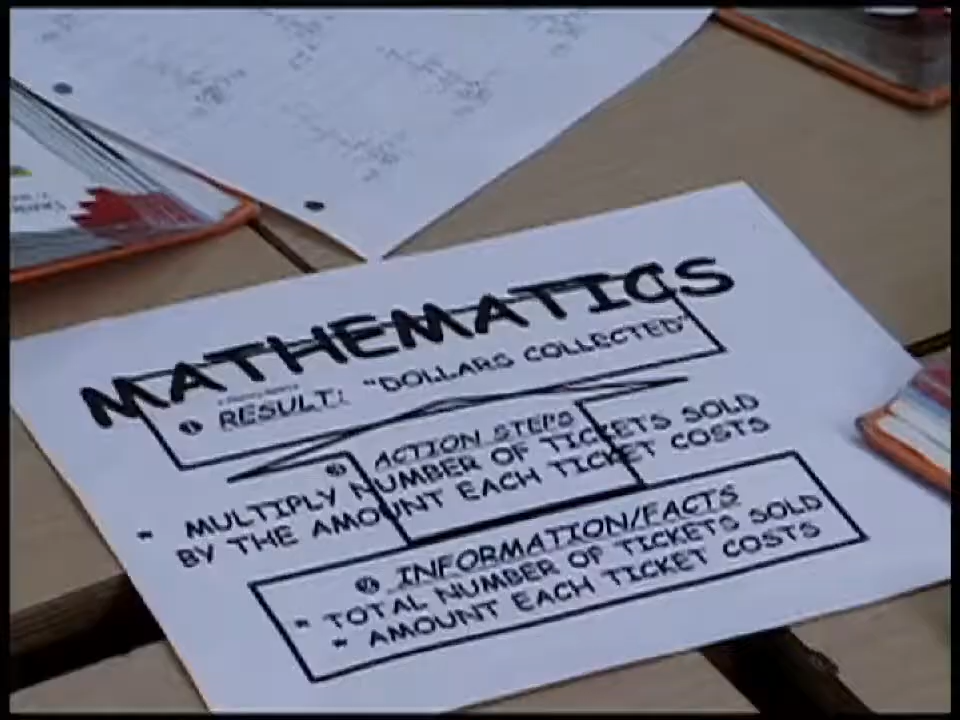 MATHEMATICS
① RESULT: "DOLLARS COLLECTED"
ACTION STEPS
* MULTIPLY NUMBER OF TICKETS SOLD
BY THE AMOUNT EACH TICKET COSTS
INFORMATION/FACTS
* TOTAL NUMBER OF TICKETS SOLD
* AMOUNT EACH TICKET COSTS